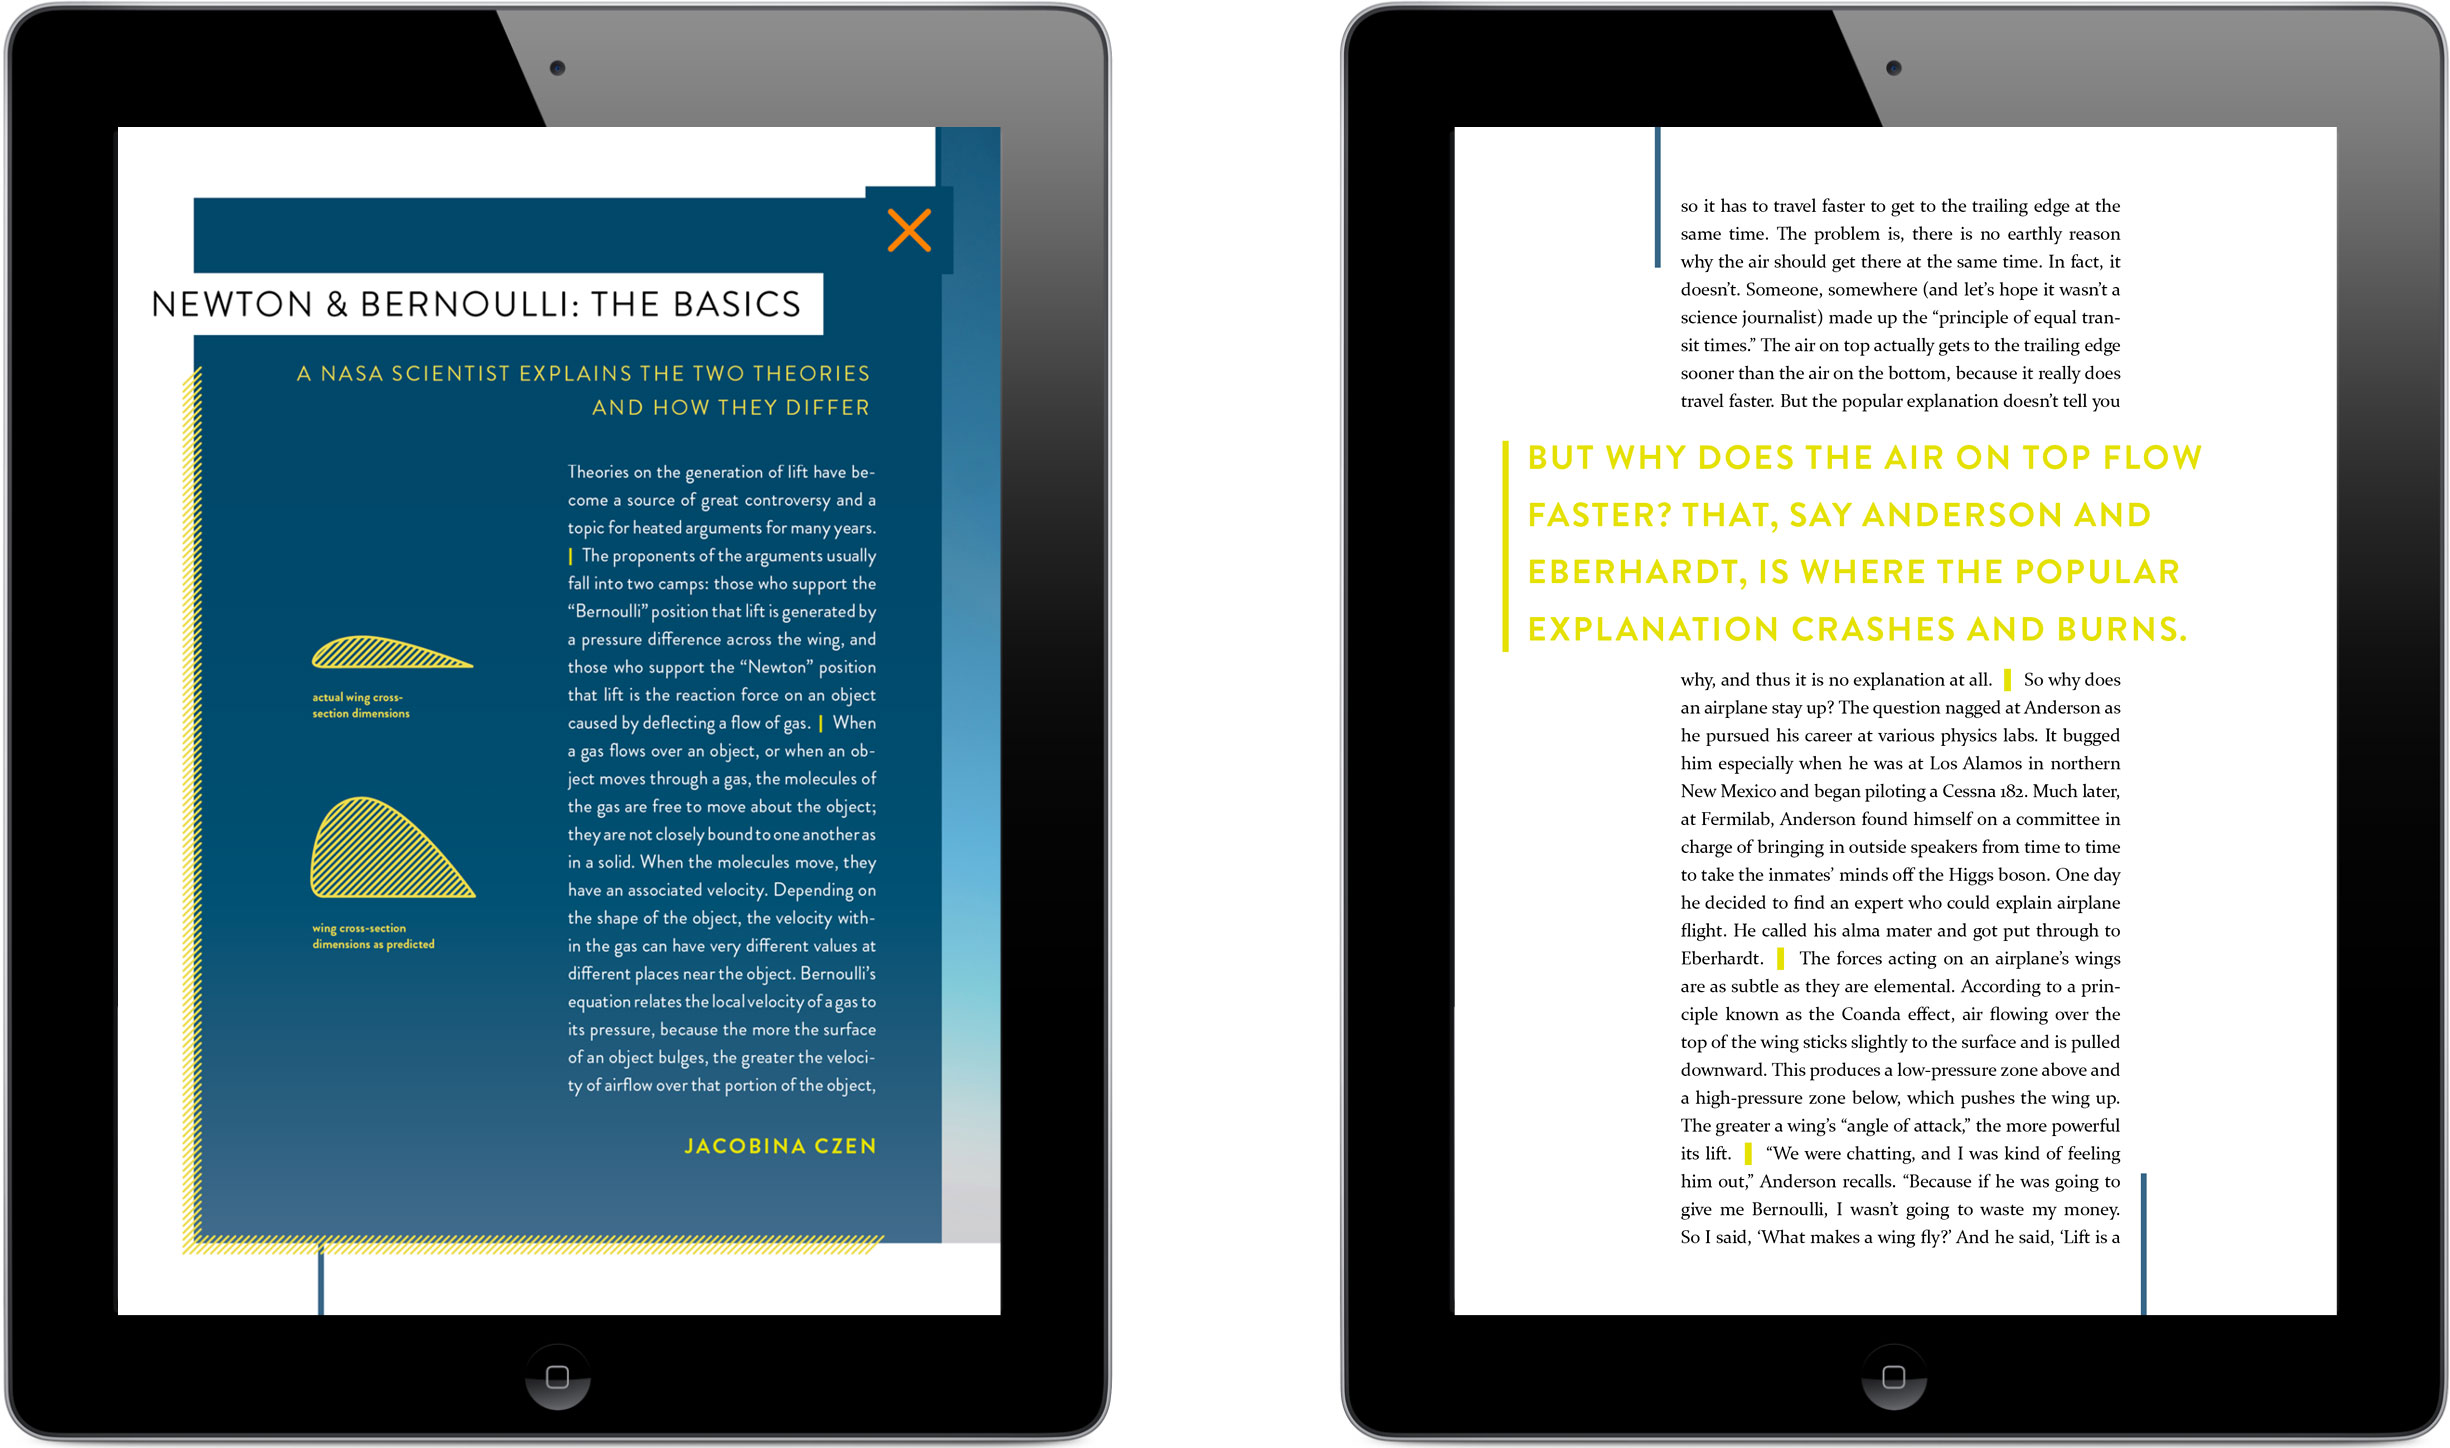 NEWTON & BERNOULLI: THE BASICS
A NASA SCIENTIST EXPLAINS THE TWO THEORIES
AND HOW THEY DIFFER
Theories on the generation of lift have be-
come a source of great controversy and a
topic for heated arguments for many years.
| The proponents of the arguments usually
fall into two camps: those who support the
“Bernoulli” position that lift is generated by
a pressure difference across the wing, and
those who support the “Newton” position
that lift is the reaction force on an object
caused by deflecting a flow of gas. | When
a gas flows over an object, or when an ob-
ject moves through a gas, the molecules of
the gas are free to move about the object;
they are not closely bound to one another as
in a solid. When the molecules move, they
have an associated velocity. Depending on
the shape of the object, the velocity with-
in the gas can have very different values at
different places near the object. Bernoulli’s
equation relates the local velocity of a gas to
its pressure, because the more the surface
of an object bulges, the greater the veloci-
ty of airflow over that portion of the object,
actual wing cross-
section dimensions
wing cross-section
dimensions as predicted
JACOBINA CZEN
so it has to travel faster to get to the trailing edge at the
same time. The problem is, there is no earthly reason
why the air should get there at the same time. In fact, it
doesn’t. Someone, somewhere (and let’s hope it wasn’t a
science journalist) made up the “principle of equal tran-
sit times.” The air on top actually gets to the trailing edge
sooner than the air on the bottom, because it really does
travel faster. But the popular explanation doesn’t tell you
BUT WHY DOES THE AIR ON TOP FLOW
FASTER? THAT, SAY ANDERSON AND
EBERHARDT, IS WHERE THE POPULAR
EXPLANATION CRASHES AND BURNS.
why, and thus it is no explanation at all. | So why does
an airplane stay up? The question nagged at Anderson as
he pursued his career at various physics labs. It bugged
him especially when he was at Los Alamos in northern
New Mexico and began piloting a Cessna 182. Much later,
at Fermilab, Anderson found himself on a committee in
charge of bringing in outside speakers from time to time
to take the inmates’ minds off the Higgs boson. One day
he decided to find an expert who could explain airplane
flight. He called his alma mater and got put through to
Eberhardt. | The forces acting on an airplane’s wings
are as subtle as they are elemental. According to a prin-
ciple known as the Coanda effect, air flowing over the
top of the wing sticks slightly to the surface and is pulled
downward. This produces a low-pressure zone above and
a high-pressure zone below, which pushes the wing up.
The greater a wing’s “angle of attack,” the more powerful
its lift. | “We were chatting, and I was kind of feeling
him out,” Anderson recalls. “Because if he was going to
give me Bernoulli, I wasn’t going to waste my money.
So I said, ‘What makes a wing fly?’ And he said, ‘Lift is a